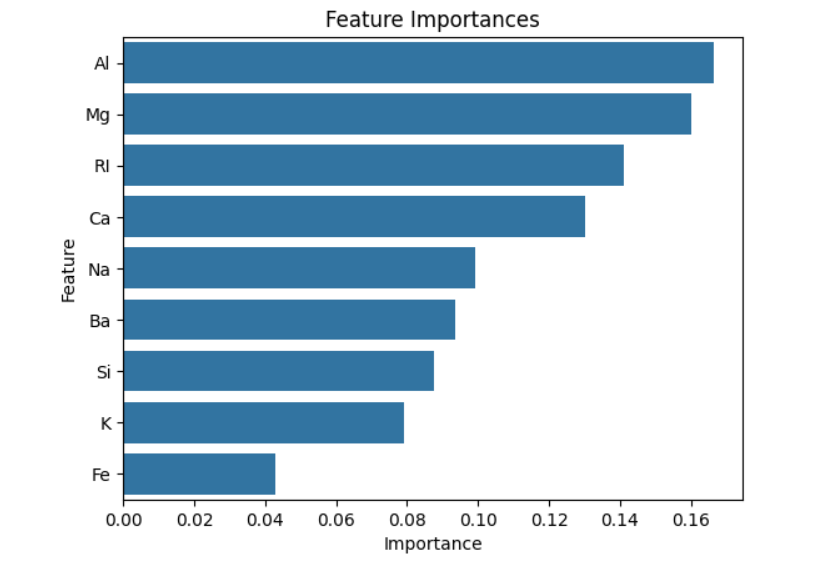 Feature Importances
Al
Mg
RI
Ca
Na
Ba
Si
K
Fe
Feature
0.00 0.02 0.04 0.06 0.08 0.10 0.12 0.14 0.16
Importance